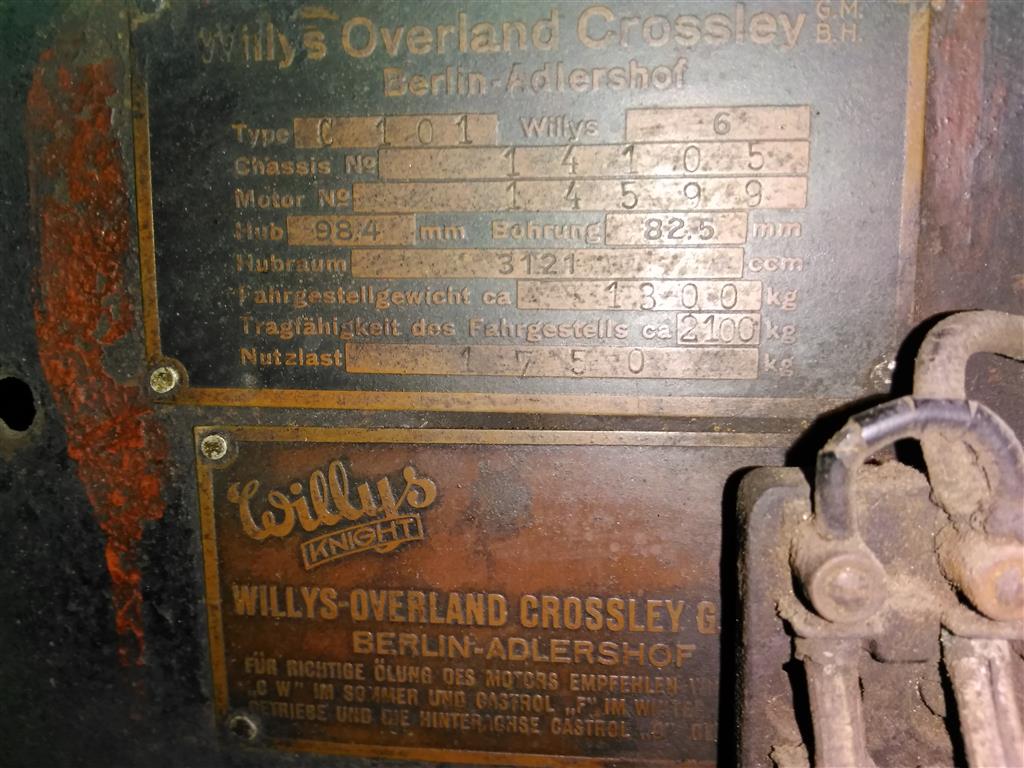 Willys Overland Crossley G.M.B.H.
Berlin-Adlershof
Type C 101 Willys 6
Chassis No 14105
Motor No 14599
Hub 98.4 mm Bohrung 82.5 mm
Hubraum 3121 ccm
Fahrgestellgewicht ca 1300 kg
Tragfähigkeit des Fahrgestells ca 2100 kg
Nutzlast 1750 kg
Willys
KNIGHT
WILLYS-OVERLAND CROSSLEY G
BERLIN-ADLERSHOF
FÜR RICHTIGE ÖLUNG DES MOTORS EMPFEHLEN
„C W" IM SOMMER UND CASTROL „F" IM
GETRIEBE UND DIE HINTERACHSE CASTROL